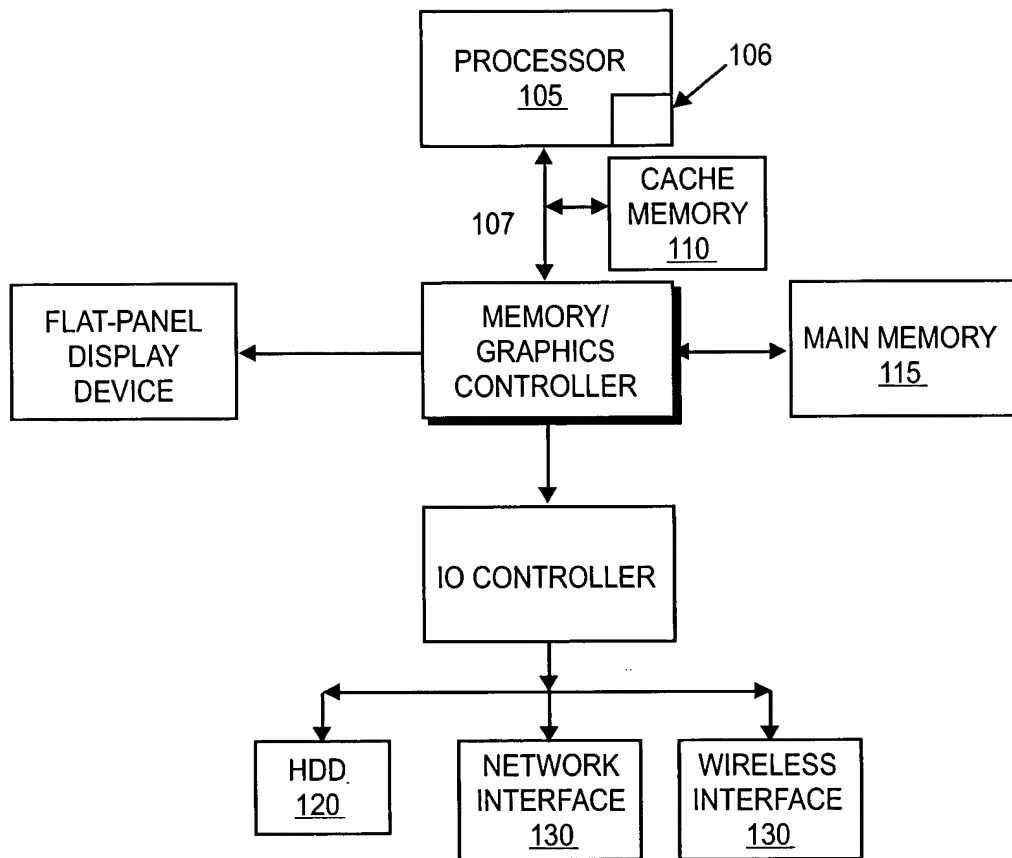 PROCESSOR
105
106
CACHE
MEMORY
110
107
FLAT-PANEL
DISPLAY
DEVICE
MEMORY/
GRAPHICS
CONTROLLER
MAIN MEMORY
115
IO CONTROLLER
HDD
120
NETWORK
INTERFACE
130
WIRELESS
INTERFACE
130